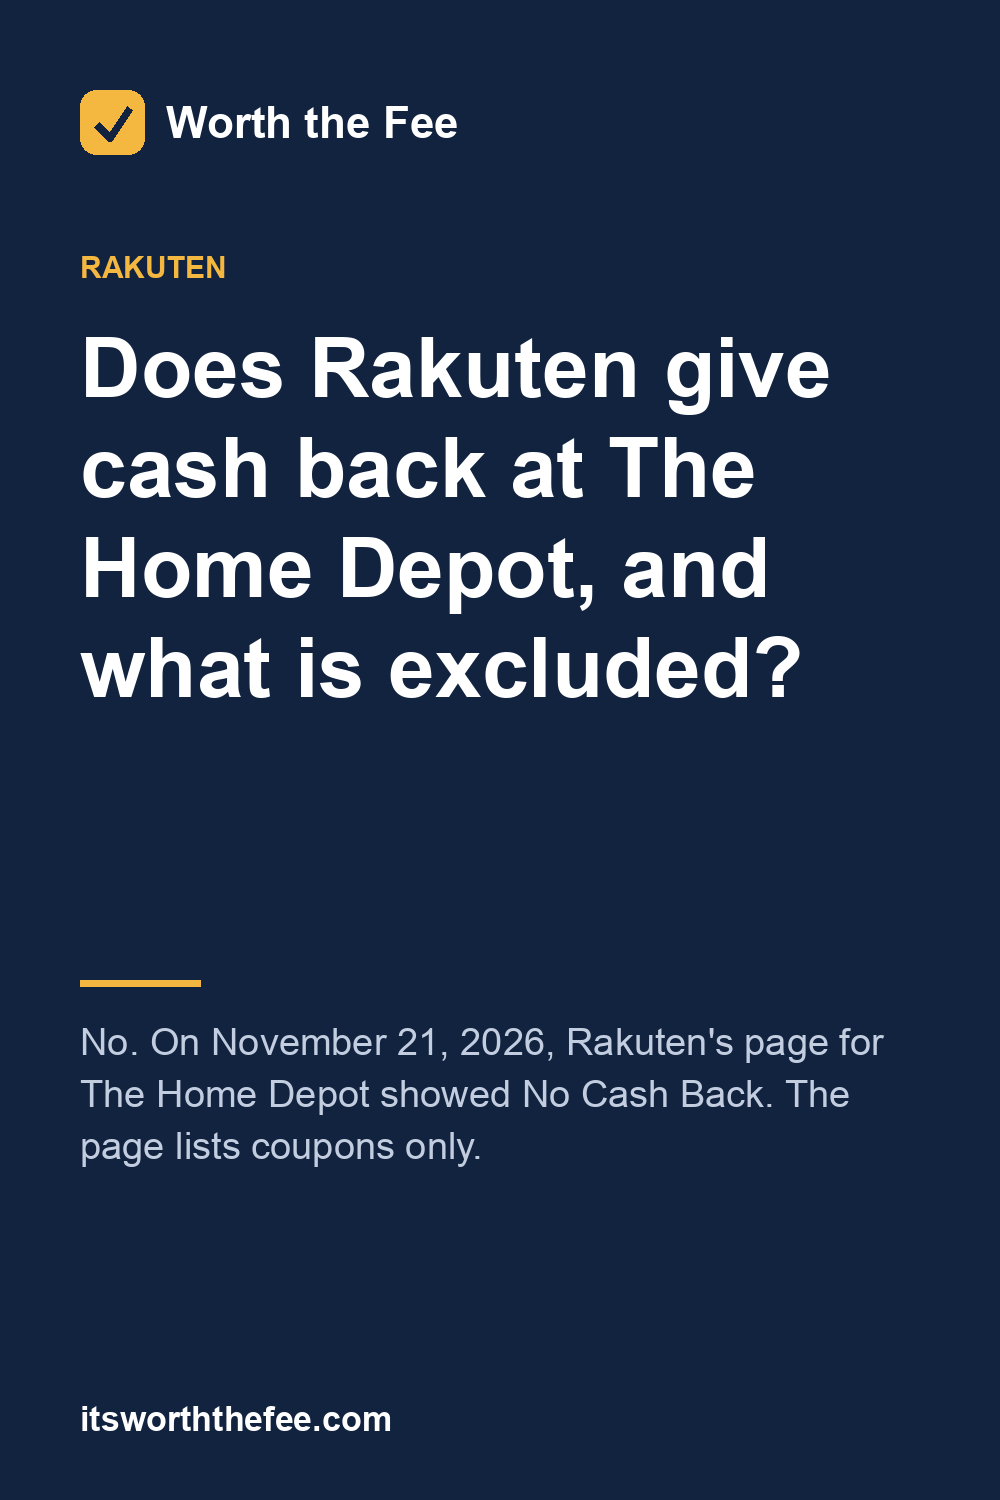 Worth the Fee
RAKUTEN
Does Rakuten give
cash back at The
Home Depot, and
what is excluded?
No. On November 21, 2026, Rakuten's page for
The Home Depot showed No Cash Back. The
page lists coupons only.
itsworththefee.com